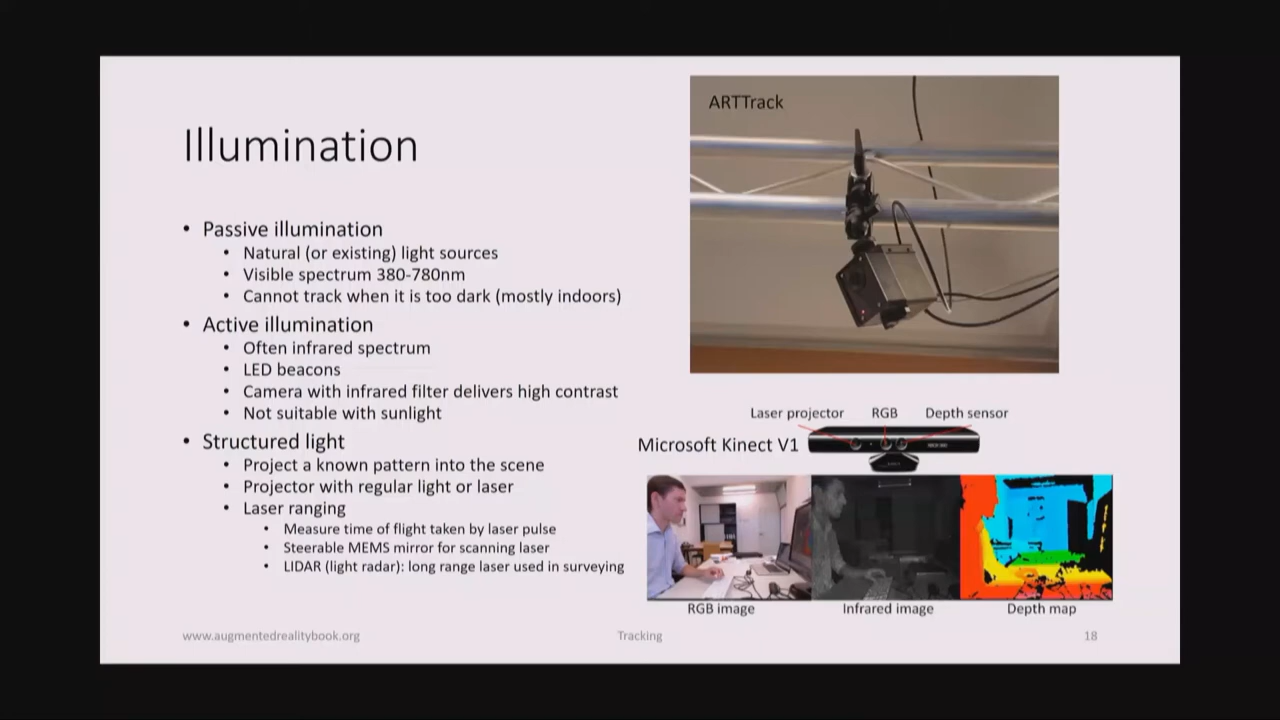 Illumination
• Passive illumination
• Natural (or existing) light sources
• Visible spectrum 380-780nm
• Cannot track when it is too dark (mostly indoors)
• Active illumination
• Often infrared spectrum
• LED beacons
• Camera with infrared filter delivers high contrast
• Not suitable with sunlight
• Structured light
• Project a known pattern into the scene
• Projector with regular light or laser
• Laser ranging
• Measure time of flight taken by laser pulse
• Steerable MEMS mirror for scanning laser
• LIDAR (light radar): long range laser used in surveying
ARTTrack
Laser projector RGB Depth sensor
Microsoft Kinect V1
RGB image Infrared image Depth map
www.augmentedrealitybook.org Tracking 18